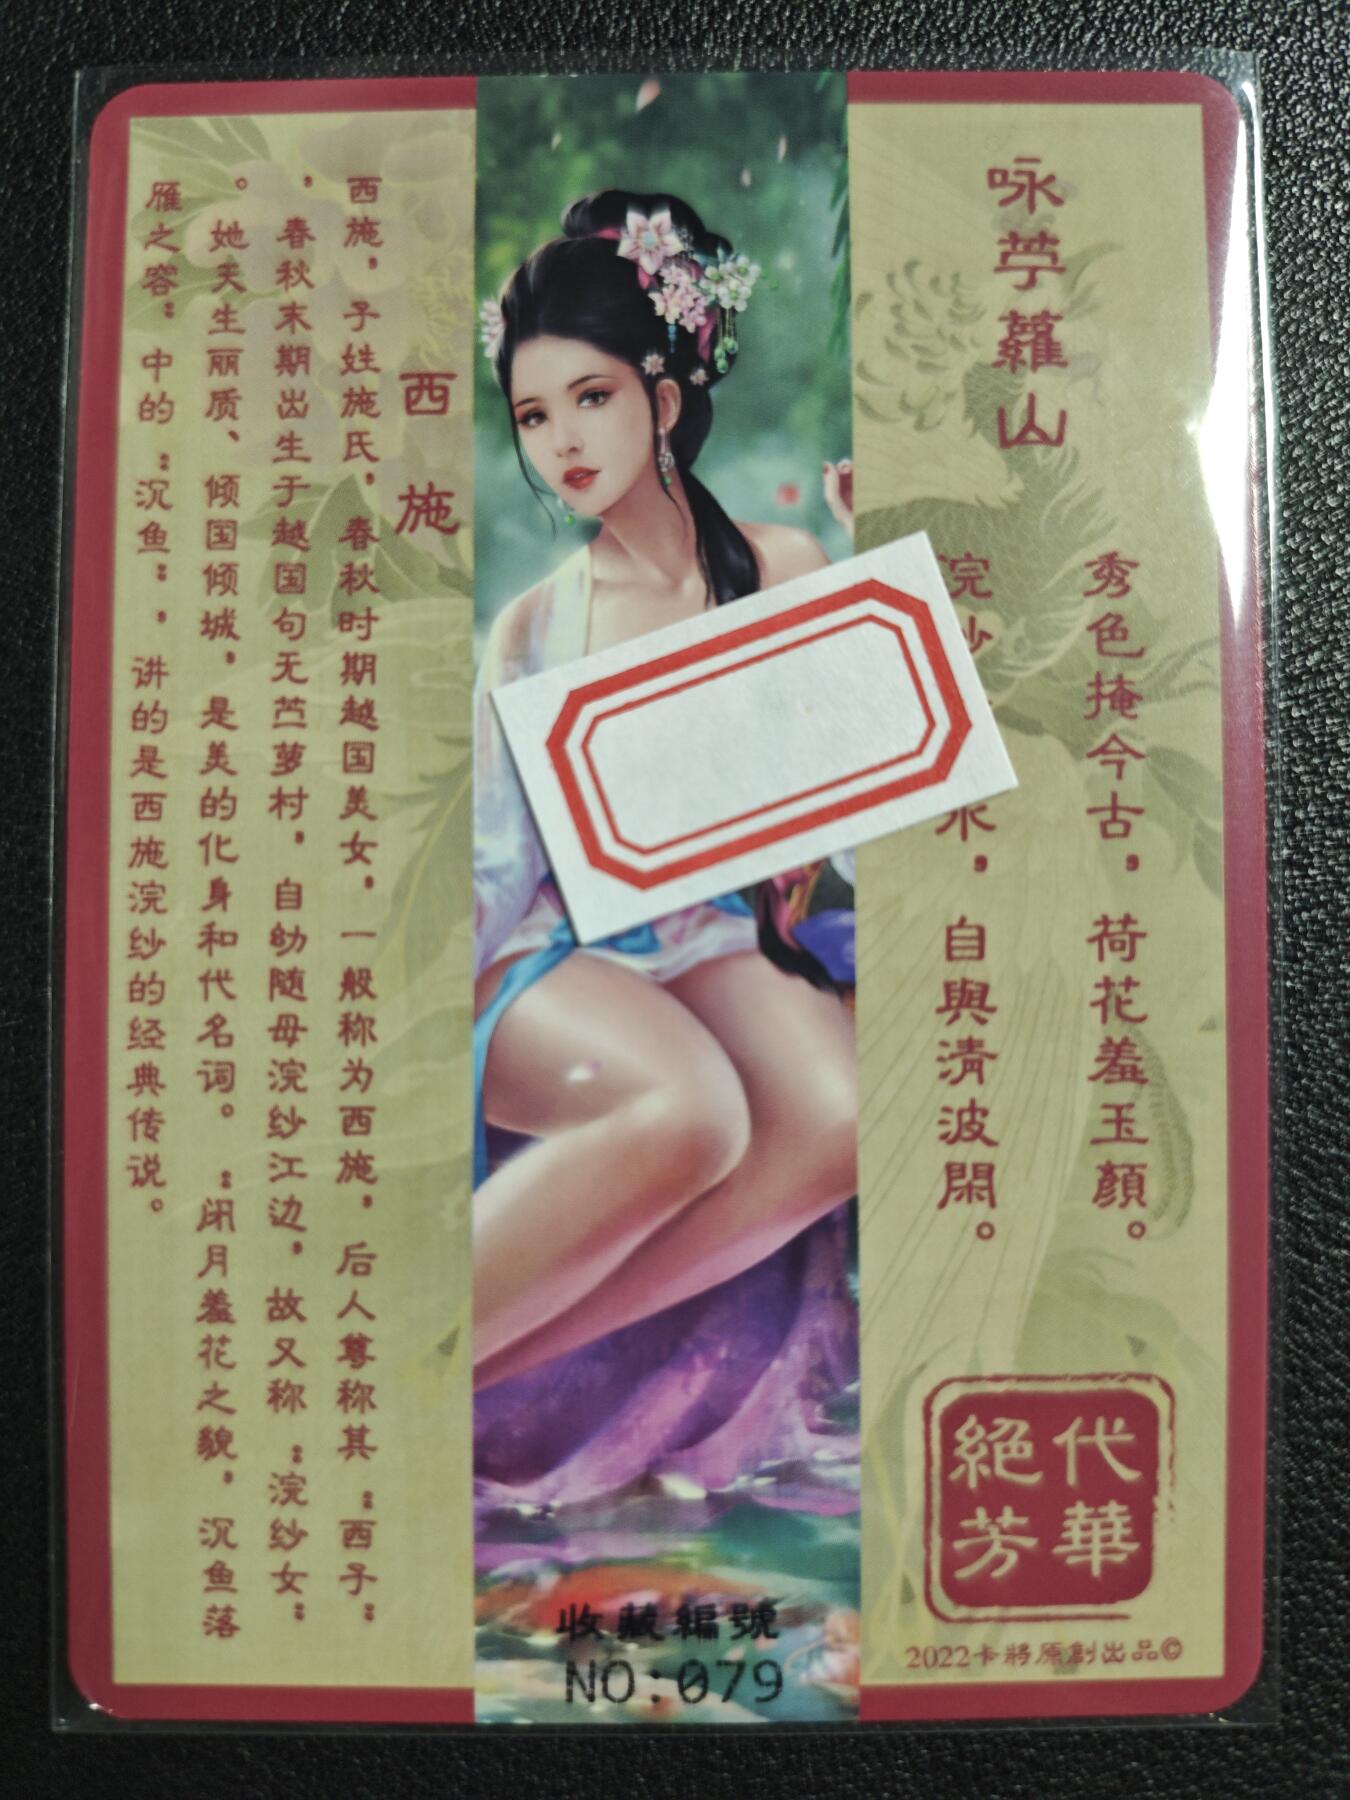 咏苧蘿山
秀色掩今古，荷花羞玉顏。
浣 水，自與清波閑。
代華
絕芳
2022卡將原創出品©
收藏編號
NO:079
西施
西施，子姓施氏，春秋时期越国美女，一般称为西施，后人尊称其：西子：
，春秋末期出生于越国句无苎萝村，自幼随母浣纱江边，故又称：浣纱女：
。她天生丽质、倾国倾城，是美的化身和代名词。：闭月羞花之貌，沉鱼落
雁之容：中的：沉鱼：，讲的是西施浣纱的经典传说。